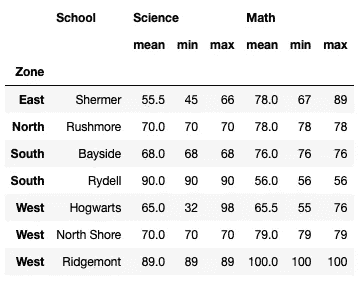 School Science Math
mean min max mean min max
Zone
East Shermer 55.5 45 66 78.0 67 89
North Rushmore 70.0 70 70 78.0 78 78
South Bayside 68.0 68 68 76.0 76 76
South Rydell 90.0 90 90 56.0 56 56
West Hogwarts 65.0 32 98 65.5 55 76
West North Shore 70.0 70 70 79.0 79 79
West Ridgemont 89.0 89 89 100.0 100 100